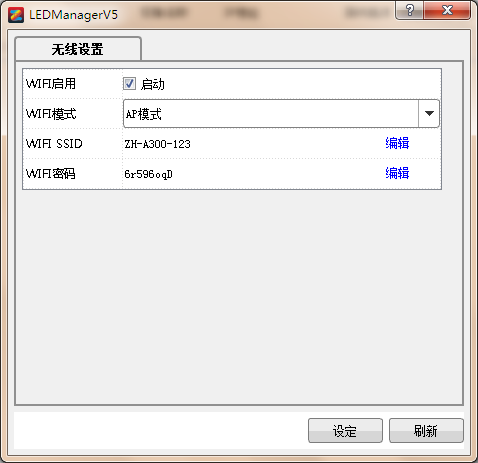 LEDManagerV5
无线设置
WIFI启用 启动
WIFI模式 AP模式
WIFI SSID ZH-A300-123 编辑
WIFI密码 6r596oqD 编辑
设定 刷新